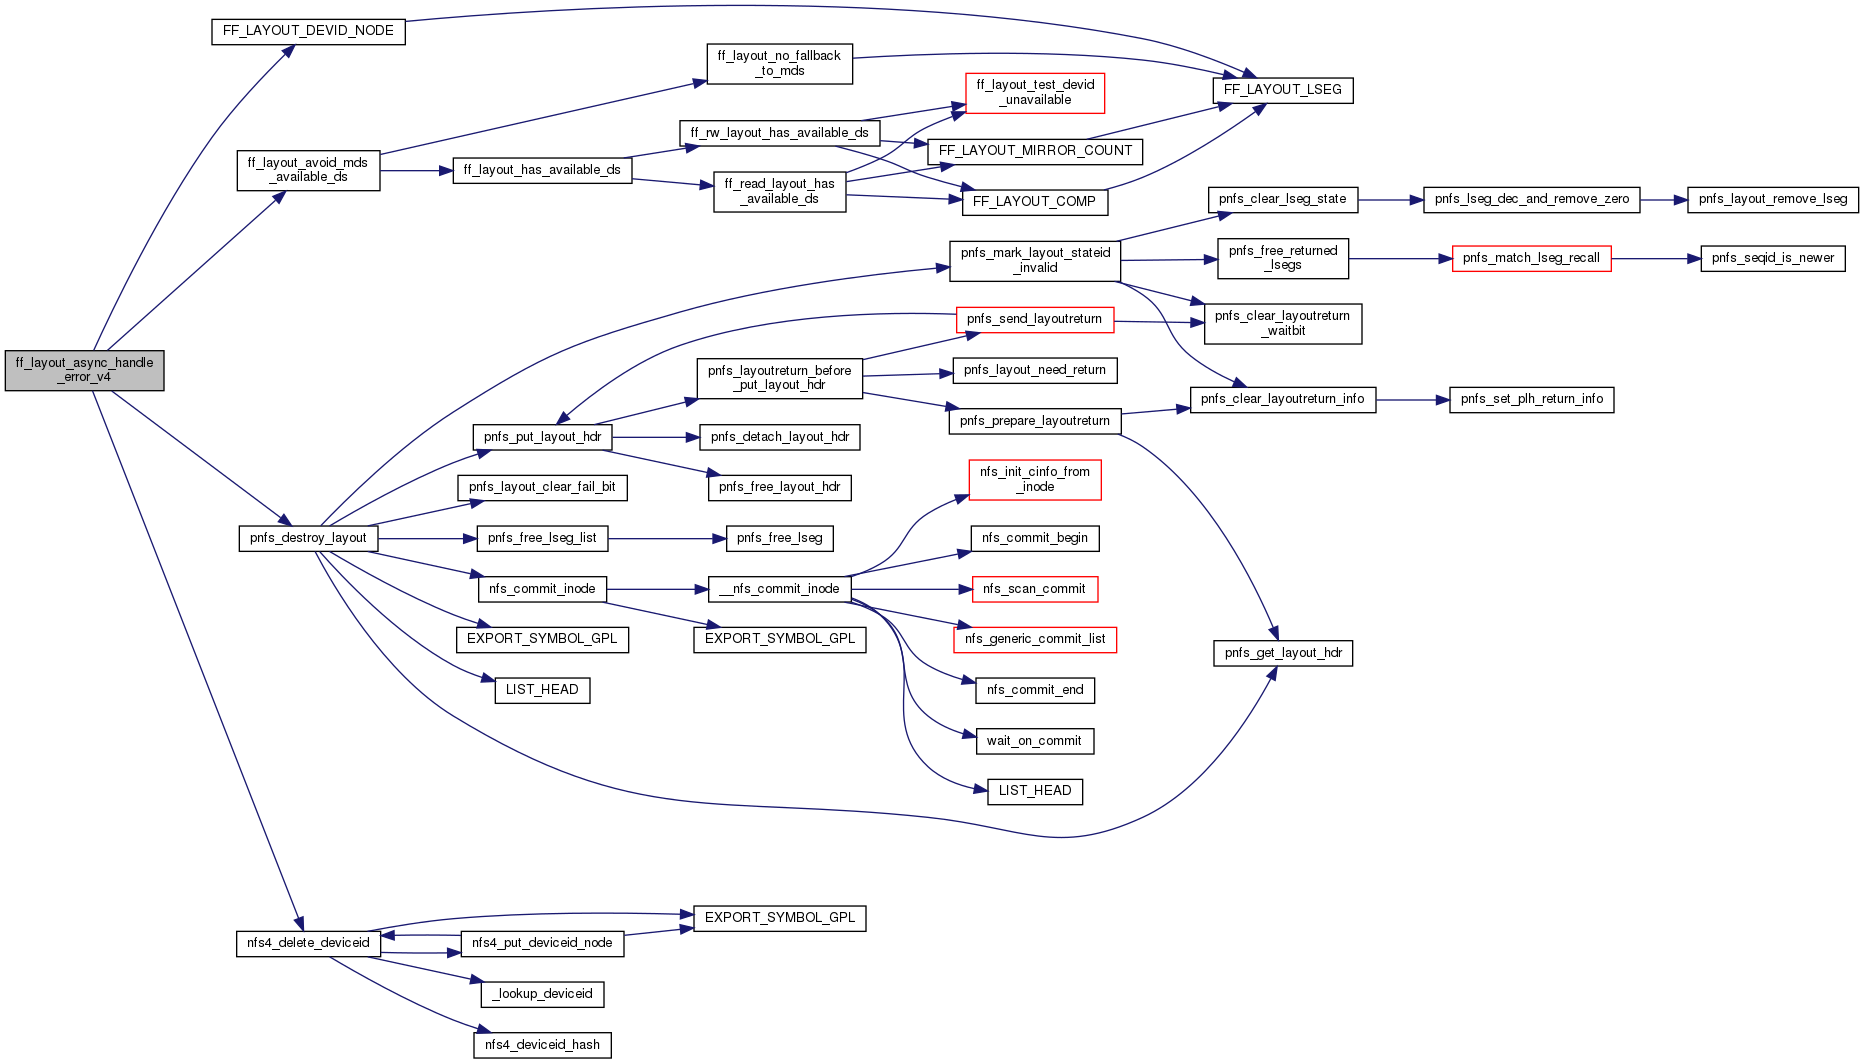 FF_LAYOUT_DEVID_NODE
ff_layout_no_fallback
_to_mds
ff_layout_test_devid
_unavailable
FF_LAYOUT_LSEG
ff_rw_layout_has_available_ds
FF_LAYOUT_MIRROR_COUNT
ff_layout_avoid_mds
_available_ds
ff_layout_has_available_ds
ff_read_layout_has
_available_ds
FF_LAYOUT_COMP
pnfs_clear_lseg_state
pnfs_lseg_dec_and_remove_zero
pnfs_layout_remove_lseg
pnfs_mark_layout_stateid
_invalid
pnfs_free_returned
_lsegs
pnfs_match_lseg_recall
pnfs_seqid_is_newer
pnfs_send_layoutreturn
pnfs_clear_layoutreturn
_waitbit
ff_layout_async_handle
_error_v4
pnfs_layoutreturn_before
_put_layout_hdr
pnfs_layout_need_return
pnfs_clear_layoutreturn_info
pnfs_set_plh_return_info
pnfs_prepare_layoutreturn
pnfs_put_layout_hdr
pnfs_detach_layout_hdr
pnfs_layout_clear_fail_bit
pnfs_free_layout_hdr
nfs_init_cinfo_from
_inode
pnfs_destroy_layout
pnfs_free_lseg_list
pnfs_free_lseg
nfs_commit_begin
nfs_commit_inode
__nfs_commit_inode
nfs_scan_commit
EXPORT_SYMBOL_GPL
EXPORT_SYMBOL_GPL
nfs_generic_commit_list
pnfs_get_layout_hdr
LIST_HEAD
nfs_commit_end
wait_on_commit
LIST_HEAD
EXPORT_SYMBOL_GPL
nfs4_delete_deviceid
nfs4_put_deviceid_node
_lookup_deviceid
nfs4_deviceid_hash